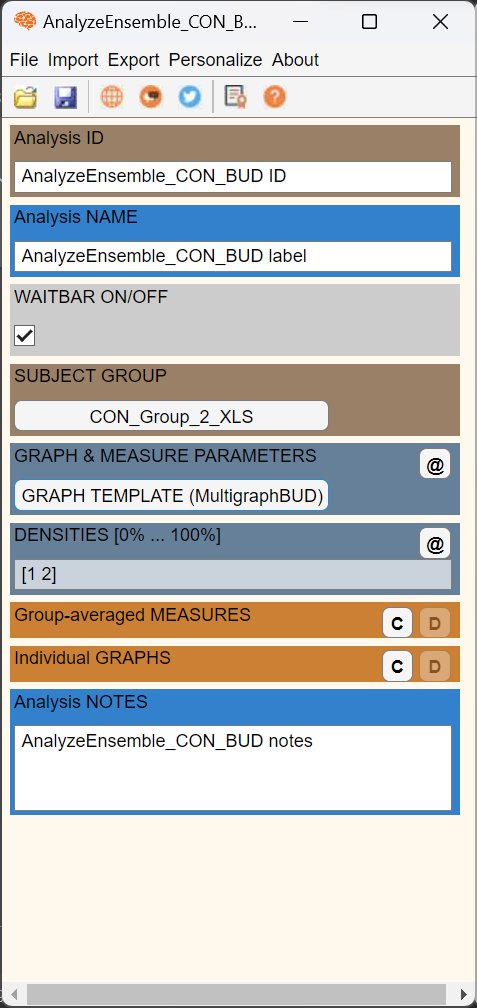 AnalyzeEnsemble_CON_B...
File Import Export Personalize About
Analysis ID
AnalyzeEnsemble_CON_BUD ID
Analysis NAME
AnalyzeEnsemble_CON_BUD label
WAITBAR ON/OFF
SUBJECT GROUP
CON_Group_2_XLS
GRAPH & MEASURE PARAMETERS
@
GRAPH TEMPLATE (MultigraphBUD)
DENSITIES [0% ... 100%]
@
[1 2]
Group-averaged MEASURES C D
Individual GRAPHS C D
Analysis NOTES
AnalyzeEnsemble_CON_BUD notes